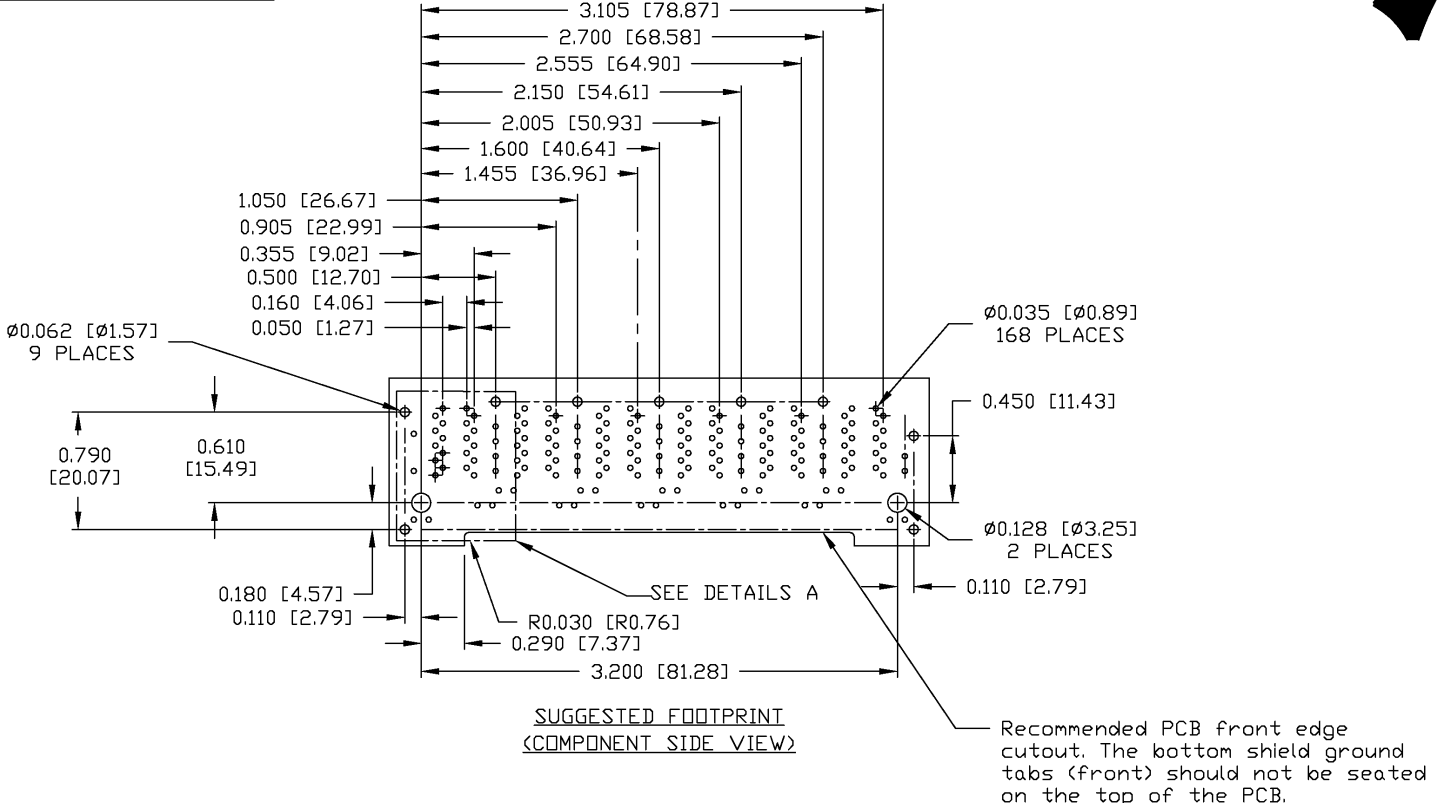 3.105 [78.87]
2.700 [68.58]
2.555 [64.90]
2.150 [54.61]
2.005 [50.93]
1.600 [40.64]
1.455 [36.96]
1.050 [26.67]
0.905 [22.99]
0.355 [9.02]
0.500 [12.70]
0.160 [4.06]
0.050 [1.27]
Ø0.062 [Ø1.57]
9 PLACES
Ø0.035 [Ø0.89]
168 PLACES
0.450 [11.43]
0.790
[20.07]
0.610
[15.49]
Ø0.128 [Ø3.25]
2 PLACES
0.110 [2.79]
0.180 [4.57]
0.110 [2.79]
SEE DETAILS A
R0.030 [R0.76]
0.290 [7.37]
3.200 [81.28]
SUGGESTED FOOTPRINT
(COMPONENT SIDE VIEW)
Recommended PCB front edge
cutout. The bottom shield ground
tabs (front) should not be seated
on the top of the PCB.